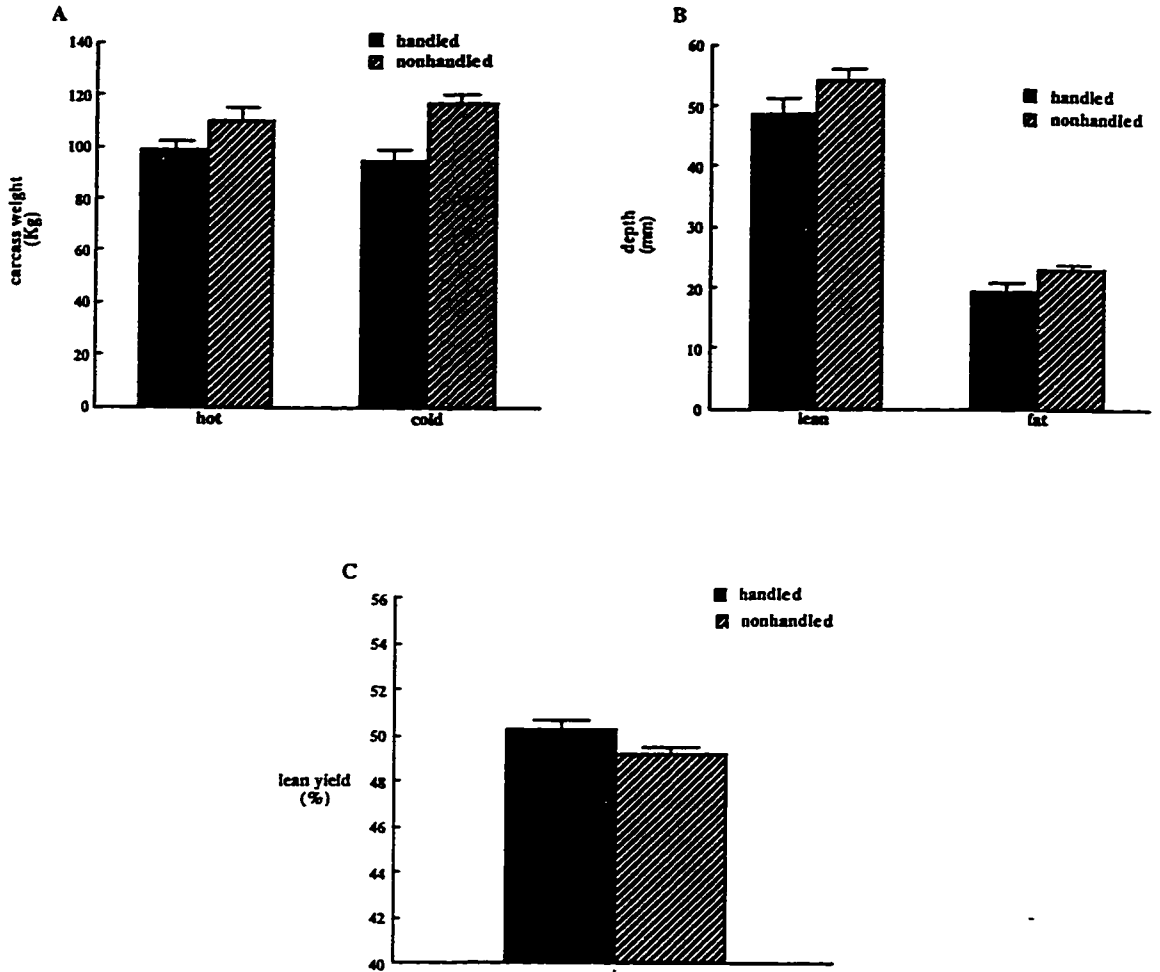 A
handled
nonhandled
140
120
100
80
60
40
20
0
carcass weight
(Kg)
hot
cold
B
handled
nonhandled
60
50
40
30
20
10
0
depth
(mm)
lean
fat
C
handled
nonhandled
56
54
52
50
48
46
44
42
40
lean yield
(%)